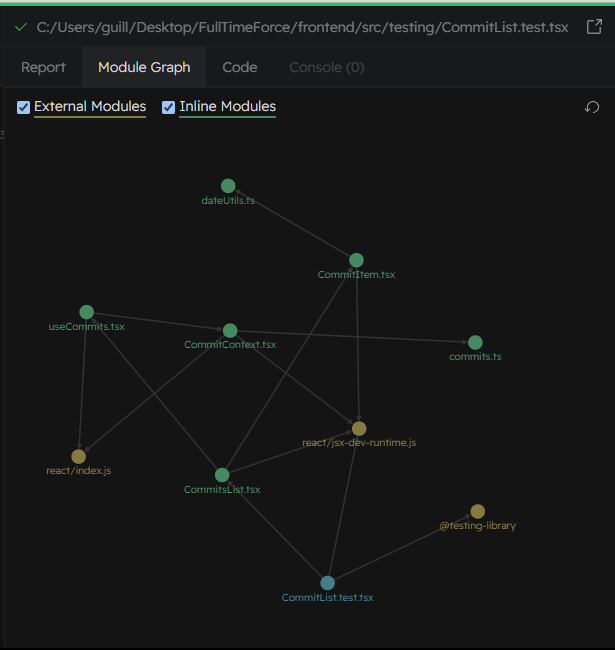 C:/Users/guill/Desktop/FullTimeForce/frontend/src/testing/CommitList.test.tsx
Report Module Graph Code Console (0)
External Modules Inline Modules
dateUtils.ts
CommitItem.tsx
useCommits.tsx
CommitContext.tsx
commits.ts
react/jsx-dev-runtime.js
react/index.js
CommitsList.tsx
@testing-library
CommitList.test.tsx